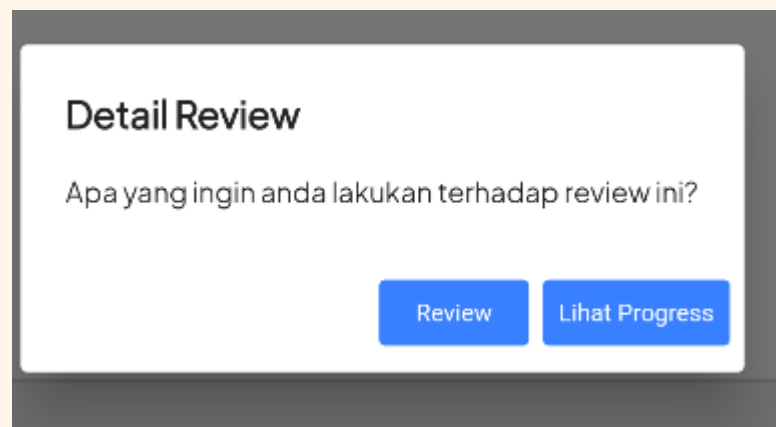 Detail Review
Apa yang ingin anda lakukan terhadap review ini?
Review
Lihat Progress